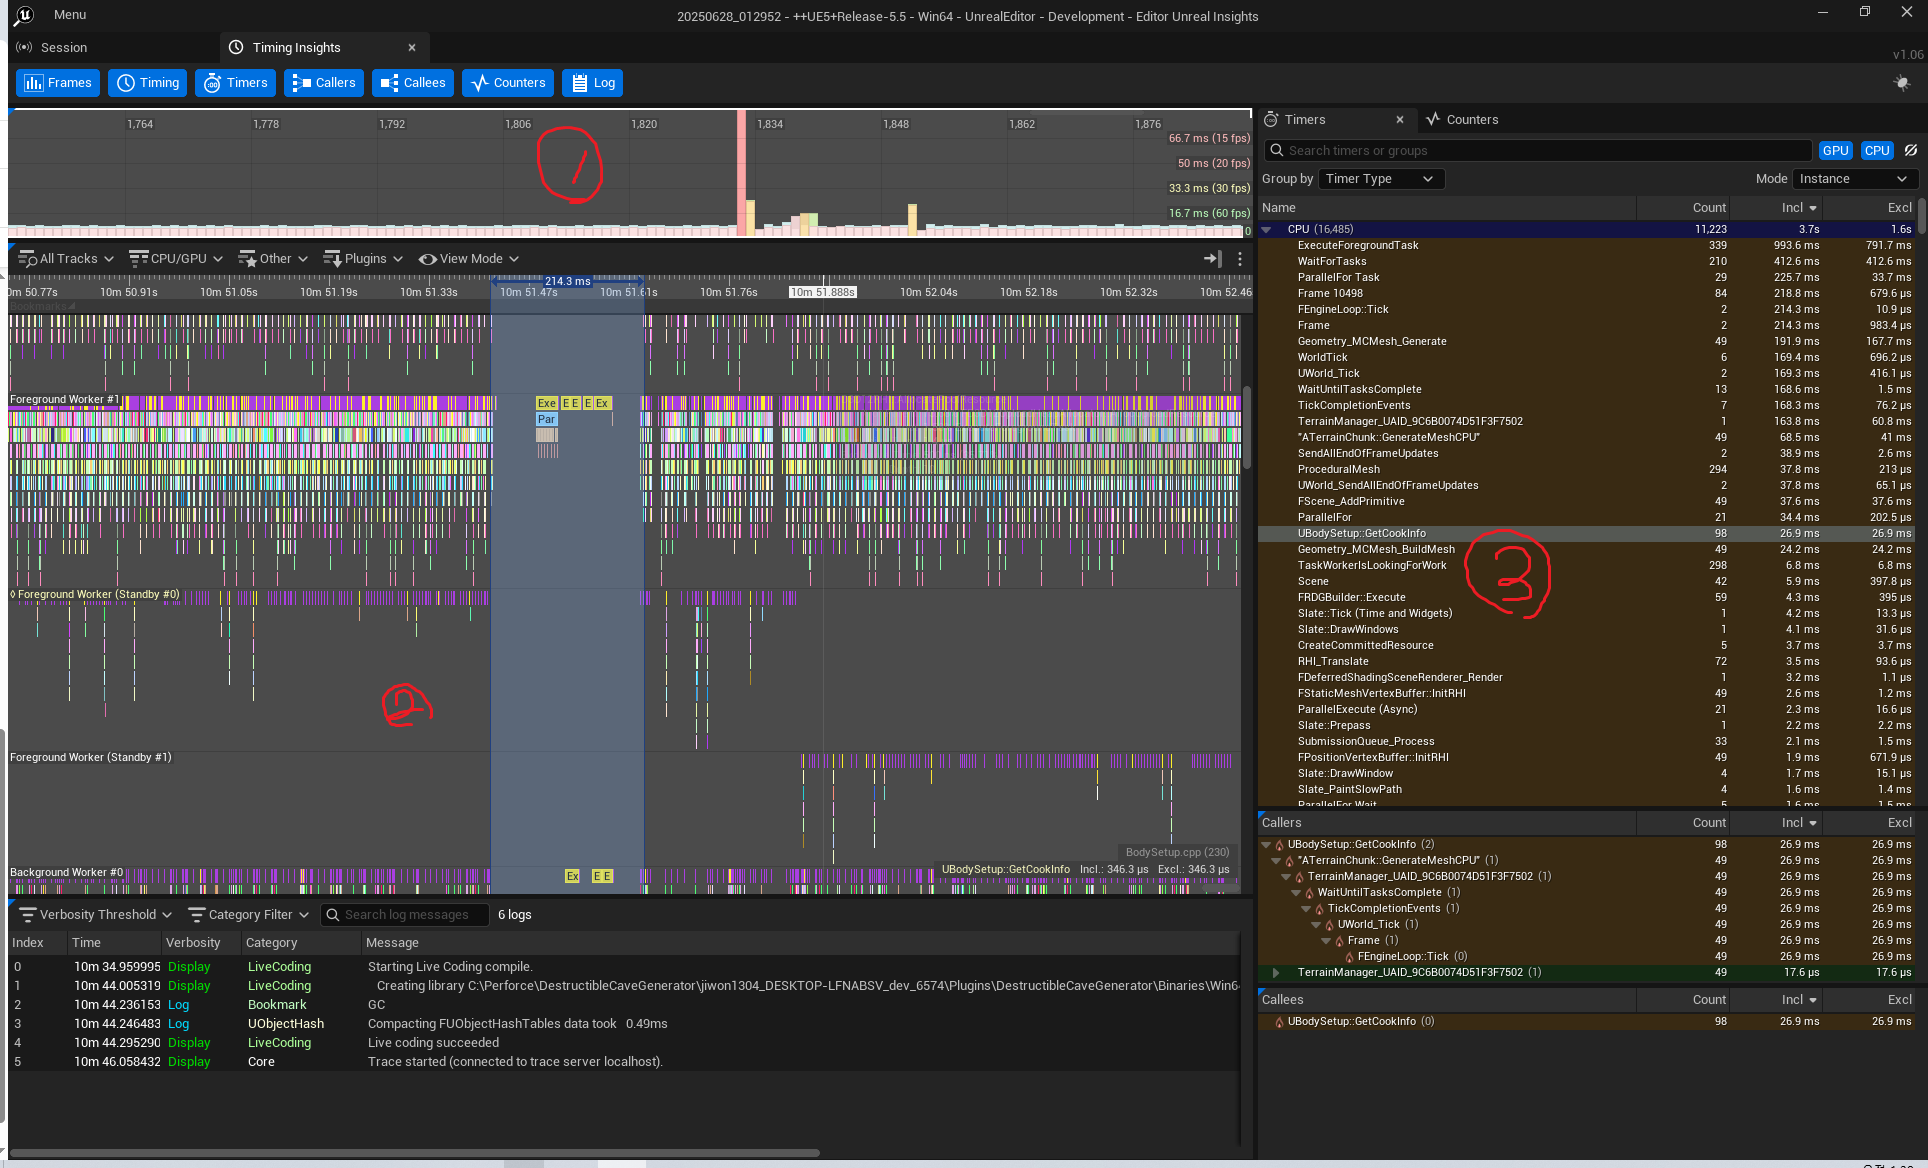 Menu
20250628_012952 - ++UE5+Release-5.5 - Win64 - UnrealEditor - Development - Editor Unreal Insights
Session
Timing Insights
v1.06
Frames Timing Timers Callers Callees Counters Log
1,764 1,778 1,792 1,806 1,820 1,834 1,848 1,862 1,876
66.7 ms (15 fps)
50 ms (20 fps)
33.3 ms (30 fps)
16.7 ms (60 fps)
0
1
All Tracks CPU/GPU Other Plugins View Mode
214.3 ms
10m 50.91s 10m 51.05s 10m 51.19s 10m 51.33s 10m 51.47s 10m 51.61s 10m 51.76s 10m 51.888s 10m 52.04s 10m 52.18s 10m 52.32s 10m 52.46
Bookmarks
Foreground Worker #1
Exe E E E Ex
Par
Foreground Worker (Standby #0)
2
Foreground Worker (Standby #1)
BodySetup.cpp (230)
Background Worker #0
Ex E E
UBodySetup::GetCookInfo Incl.: 346.3 µs Excl.: 346.3 µs
Verbosity Threshold Category Filter Search log messages 6 logs
Index Time Verbosity Category Message
0 10m 34.959995 Display LiveCoding Starting Live Coding compile.
1 10m 44.005319 Display LiveCoding Creating library C:\Perforce\DestructibleCaveGenerator\jiwon1304_DESKTOP-LFNABSV_dev_6574\Plugins\DestructibleCaveGenerator\Binaries\Win64
2 10m 44.236153 Log Bookmark GC
3 10m 44.246483 Log UObjectHash Compacting FUObjectHashTables data took 0.49ms
4 10m 44.295290 Display LiveCoding Live coding succeeded
5 10m 46.058432 Display Core Trace started (connected to trace server localhost).
Timers
Counters
Search timers or groups
GPU CPU
Group by Timer Type Mode Instance
Name Count Incl Excl
CPU (16,485) 11,223 3.7s 1.6s
ExecuteForegroundTask 339 993.6 ms 791.7 ms
WaitForTasks 210 412.6 ms 412.6 ms
ParallelFor Task 29 225.7 ms 33.7 ms
Frame 10498 84 218.8 ms 679.6 µs
FEngineLoop::Tick 2 214.3 ms 10.9 µs
Frame 2 214.3 ms 983.4 µs
Geometry_MCMesh_Generate 49 191.9 ms 167.7 ms
WorldTick 6 169.4 ms 696.2 µs
UWorld_Tick 2 169.3 ms 416.1 µs
WaitUntilTasksComplete 13 168.6 ms 1.5 ms
TickCompletionEvents 7 168.3 ms 76.2 µs
TerrainManager_UAID_9C6B0074D51F3F7502 1 163.8 ms 60.8 ms
"ATerrainChunk::GenerateMeshCPU" 49 68.5 ms 41 ms
SendAllEndOfFrameUpdates 2 38.9 ms 2.6 ms
ProceduralMesh 294 37.8 ms 213 µs
UWorld_SendAllEndOfFrameUpdates 2 37.8 ms 65.1 µs
FScene_AddPrimitive 49 37.6 ms 37.6 ms
ParallelFor 21 34.4 ms 202.5 µs
UBodySetup::GetCookInfo 98 26.9 ms 26.9 ms
Geometry_MCMesh_BuildMesh 49 24.2 ms 24.2 ms
TaskWorkerIsLookingForWork 298 6.8 ms 6.8 ms
Scene 42 5.9 ms 397.8 µs
FRDGBuilder::Execute 59 4.3 ms 395 µs
Slate::Tick (Time and Widgets) 1 4.2 ms 13.3 µs
Slate::DrawWindows 1 4.1 ms 31.6 µs
CreateCommittedResource 5 3.7 ms 3.7 ms
RHI_Translate 72 3.5 ms 93.6 µs
FDeferredShadingSceneRenderer_Render 1 3.2 ms 1.1 µs
FStaticMeshVertexBuffer::InitRHI 49 2.6 ms 1.2 ms
ParallelExecute (Async) 21 2.3 ms 16.6 µs
Slate::Prepass 1 2.2 ms 2.2 ms
SubmissionQueue_Process 33 2.1 ms 1.5 ms
FPositionVertexBuffer::InitRHI 49 1.9 ms 671.9 µs
Slate::DrawWindow 4 1.7 ms 15.1 µs
Slate_PaintSlowPath 4 1.6 ms 1.4 ms
ParallelFor Wait 5 1.6 ms 1.5 ms
3
Callers Count Incl Excl
UBodySetup::GetCookInfo (2) 98 26.9 ms 26.9 ms
"ATerrainChunk::GenerateMeshCPU" (1) 49 26.9 ms 26.9 ms
TerrainManager_UAID_9C6B0074D51F3F7502 (1) 49 26.9 ms 26.9 ms
WaitUntilTasksComplete (1) 49 26.9 ms 26.9 ms
TickCompletionEvents (1) 49 26.9 ms 26.9 ms
UWorld_Tick (1) 49 26.9 ms 26.9 ms
Frame (1) 49 26.9 ms 26.9 ms
FEngineLoop::Tick (0) 49 26.9 ms 26.9 ms
TerrainManager_UAID_9C6B0074D51F3F7502 (1) 49 17.6 µs 17.6 µs
Callees Count Incl Excl
UBodySetup::GetCookInfo (0) 98 26.9 ms 26.9 ms